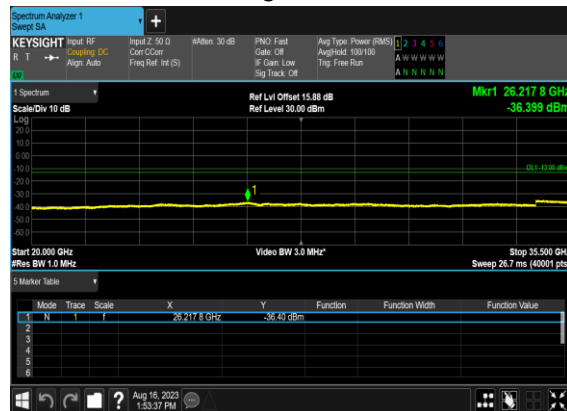 Spectrum Analyzer 1
Swept SA
+
KEYSIGHT Input: RF Input Z: 50 Ω #Atten: 30 dB PNO: Fast Avg Type: Power (RMS) 1 2 3 4 5 6
R T Coupling: DC Corr CCorr Gate: Off Avg|Hold: 100/100 A W W W W W
Align: Auto Freq Ref: Int (S) IF Gain: Low Trig: Free Run
Sig Track: Off A N N N N N
1 Spectrum Ref Lvl Offset 15.88 dB Mkr1 26.217 8 GHz
Scale/Div 10 dB Ref Level 30.00 dBm -36.399 dBm
Log
20.0
10.0
0.00
-10.0 DL1 -13.00 dBm
-20.0
1
-30.0
-40.0
-50.0
-60.0
Start 20.000 GHz Video BW 3.0 MHz* Stop 35.500 GHz
#Res BW 1.0 MHz Sweep 26.7 ms (40001 pts
5 Marker Table
Mode Trace Scale X Y Function Function Width Function Value
1 N 1 f 26.217 8 GHz -36.40 dBm
2
3
4
5
6
? Aug 16, 2023
1:53:37 PM